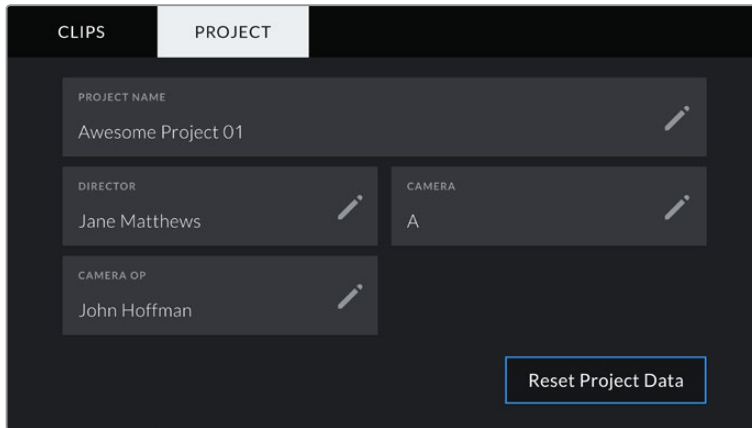 CLIPS PROJECT
PROJECT NAME
Awesome Project 01
DIRECTOR
Jane Matthews
CAMERA
A
CAMERA OP
John Hoffman
Reset Project Data